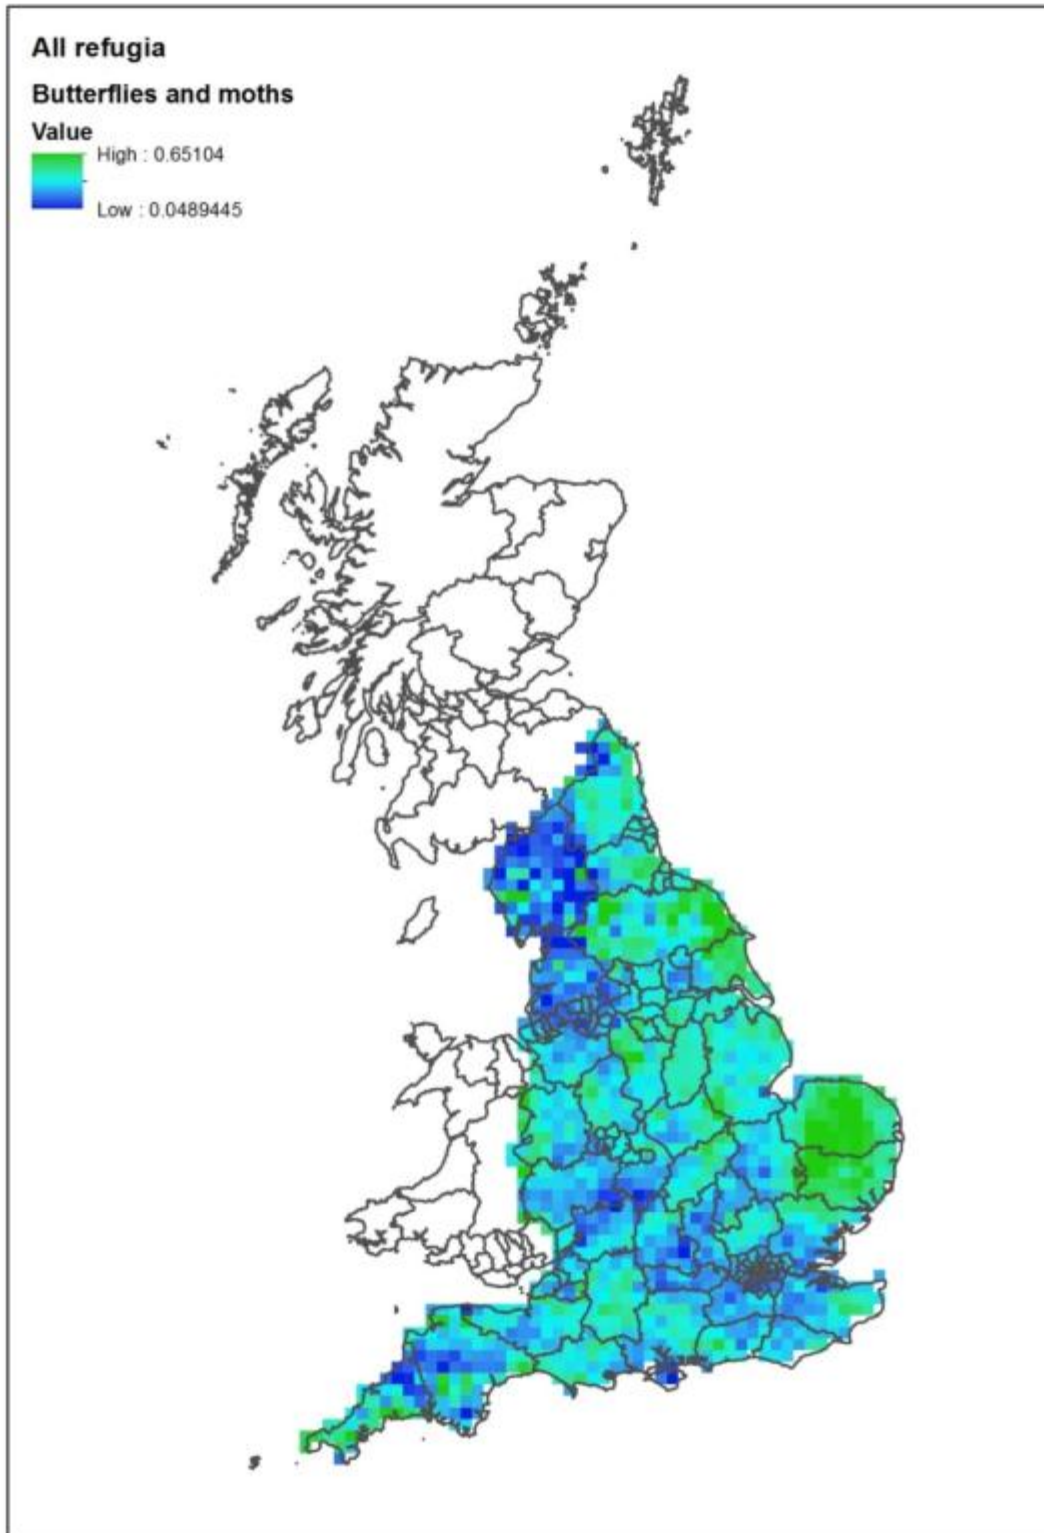 All refugia
Butterflies and moths
Value
High : 0.65104
Low : 0.0489445